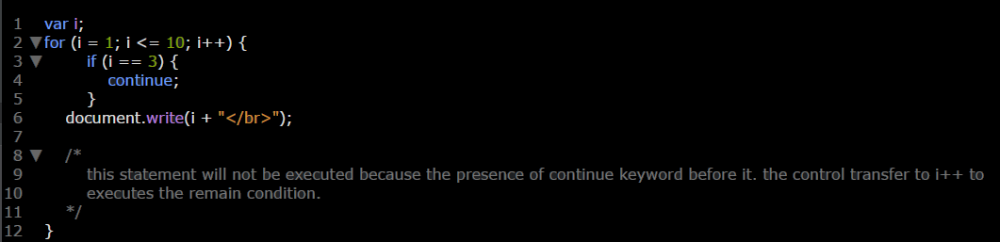 1 var i;
2 ▼ for (i = 1; i <= 10; i++) {
3 ▼ if (i == 3) {
4 continue;
5 }
6 document.write(i + "</br>");
7
8 ▼ /*
9 this statement will not be executed because the presence of continue keyword before it. the control transfer to i++ to
10 executes the remain condition.
11 */
12 }